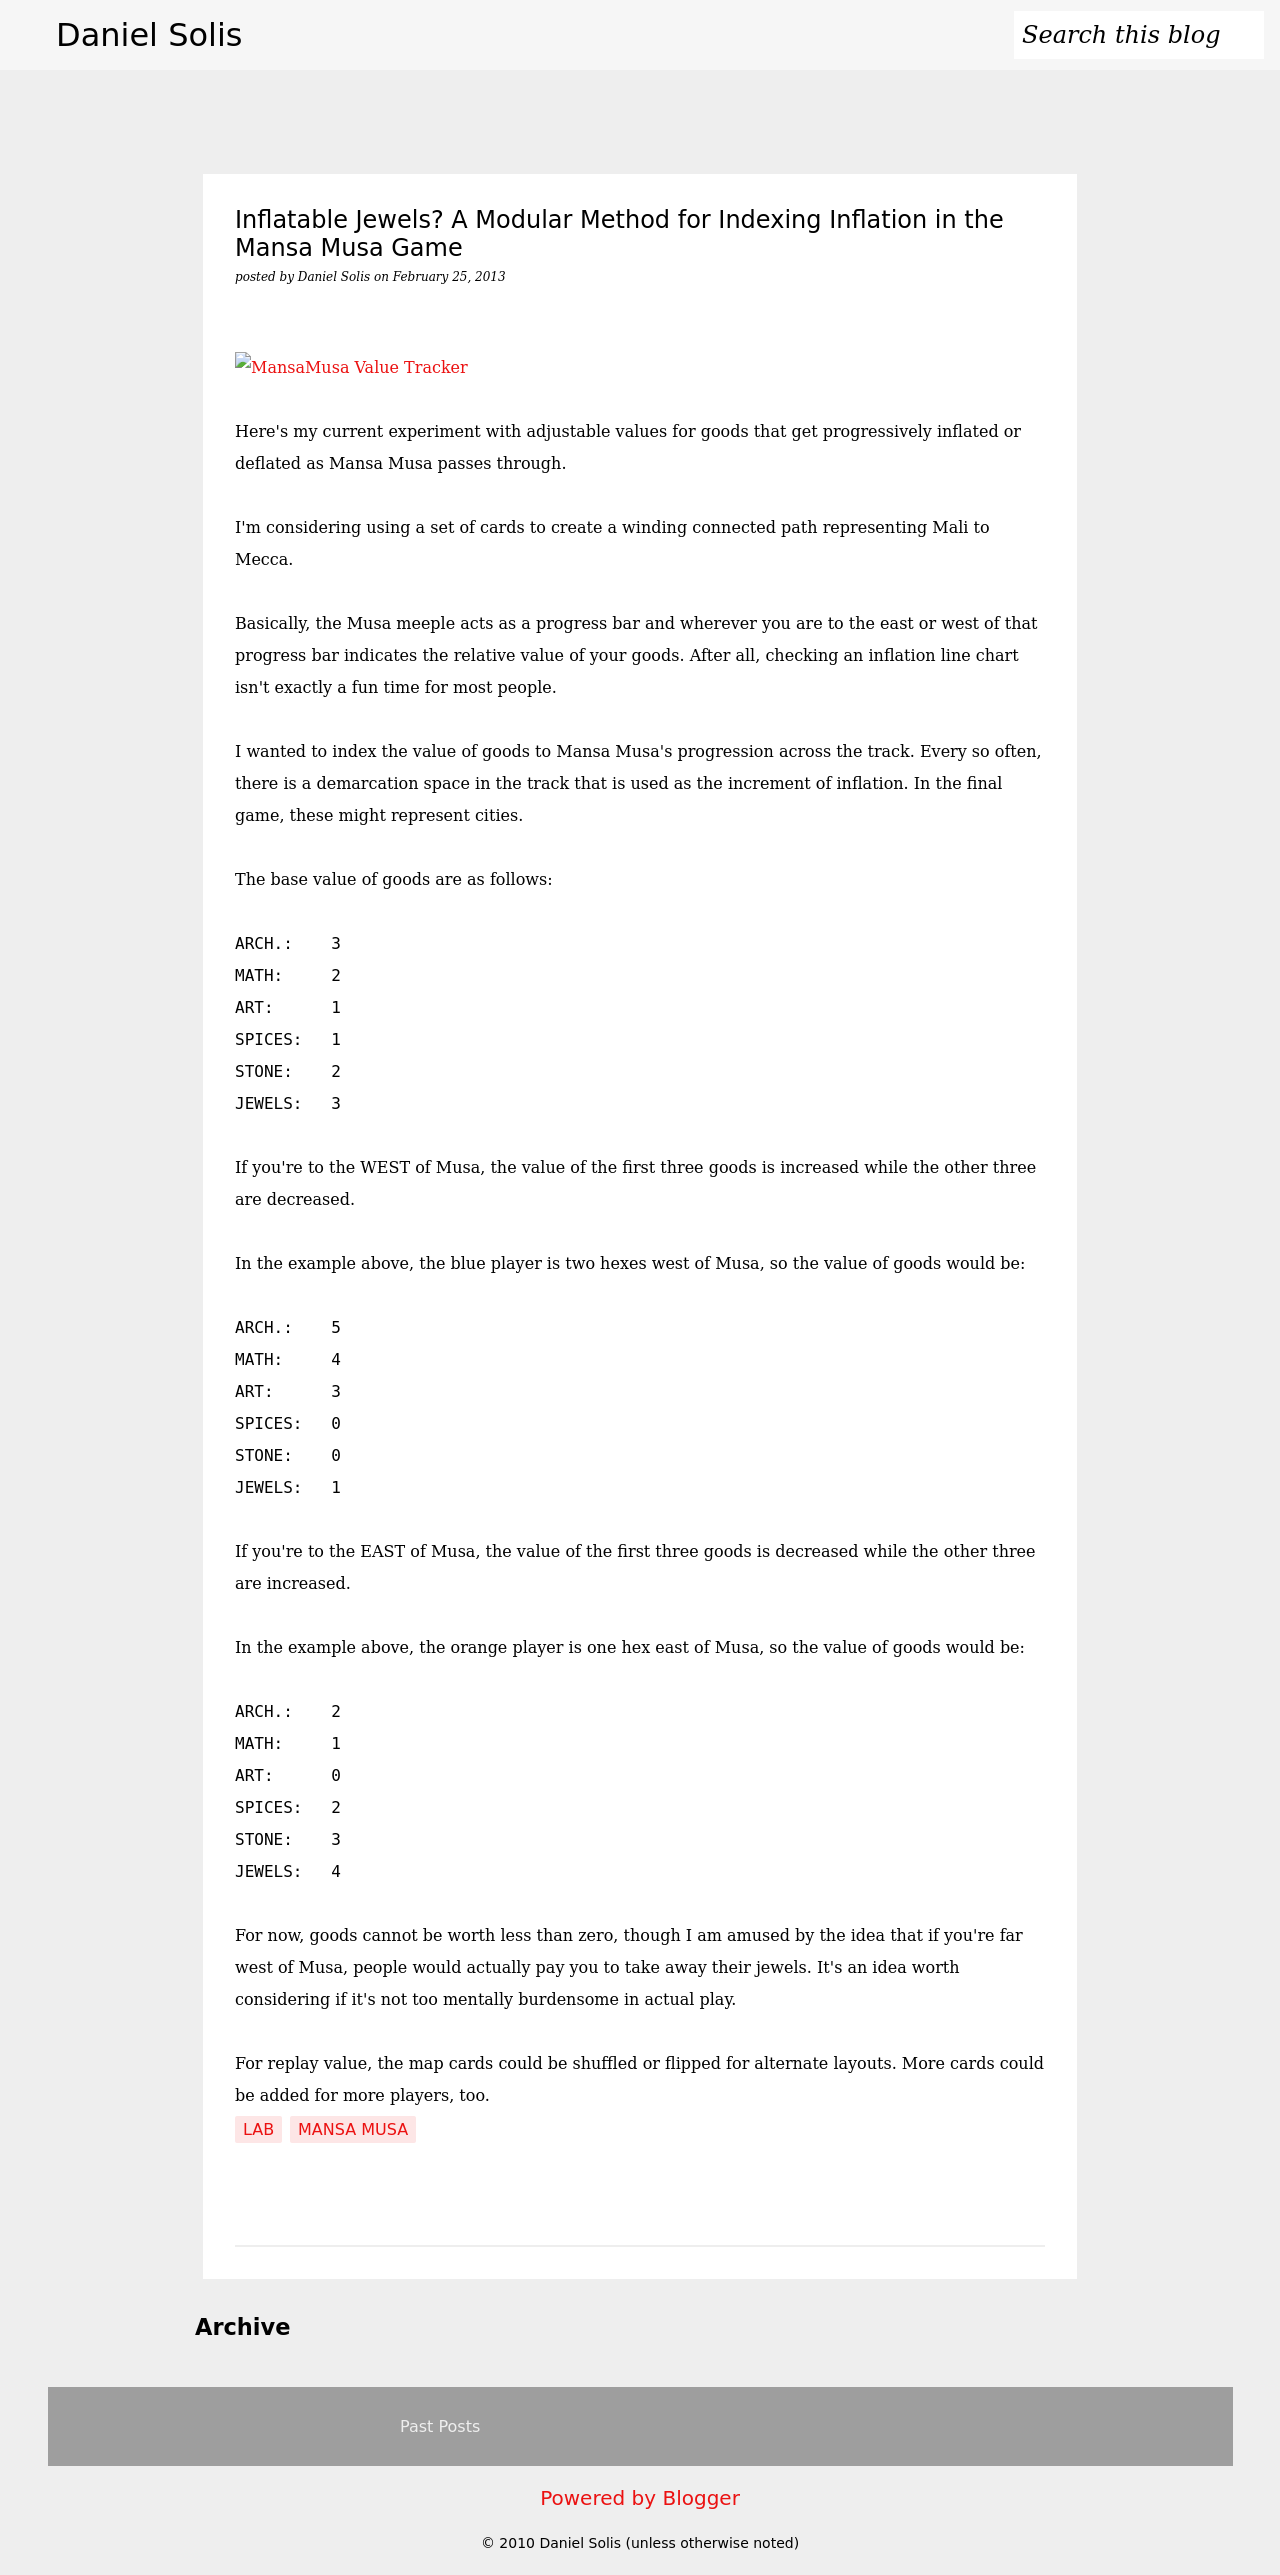 Daniel Solis
Search this blog
Inflatable Jewels? A Modular Method for Indexing Inflation in the
Mansa Musa Game
posted by Daniel Solis on February 25, 2013
MansaMusa Value Tracker
Here's my current experiment with adjustable values for goods that get progressively inflated or
deflated as Mansa Musa passes through.
I'm considering using a set of cards to create a winding connected path representing Mali to
Mecca.
Basically, the Musa meeple acts as a progress bar and wherever you are to the east or west of that
progress bar indicates the relative value of your goods. After all, checking an inflation line chart
isn't exactly a fun time for most people.
I wanted to index the value of goods to Mansa Musa's progression across the track. Every so often,
there is a demarcation space in the track that is used as the increment of inflation. In the final
game, these might represent cities.
The base value of goods are as follows:
ARCH.: 3
MATH: 2
ART: 1
SPICES: 1
STONE: 2
JEWELS: 3
If you're to the WEST of Musa, the value of the first three goods is increased while the other three
are decreased.
In the example above, the blue player is two hexes west of Musa, so the value of goods would be:
ARCH.: 5
MATH: 4
ART: 3
SPICES: 0
STONE: 0
JEWELS: 1
If you're to the EAST of Musa, the value of the first three goods is decreased while the other three
are increased.
In the example above, the orange player is one hex east of Musa, so the value of goods would be:
ARCH.: 2
MATH: 1
ART: 0
SPICES: 2
STONE: 3
JEWELS: 4
For now, goods cannot be worth less than zero, though I am amused by the idea that if you're far
west of Musa, people would actually pay you to take away their jewels. It's an idea worth
considering if it's not too mentally burdensome in actual play.
For replay value, the map cards could be shuffled or flipped for alternate layouts. More cards could
be added for more players, too.
LAB MANSA MUSA
Archive
Past Posts
Powered by Blogger
© 2010 Daniel Solis (unless otherwise noted)